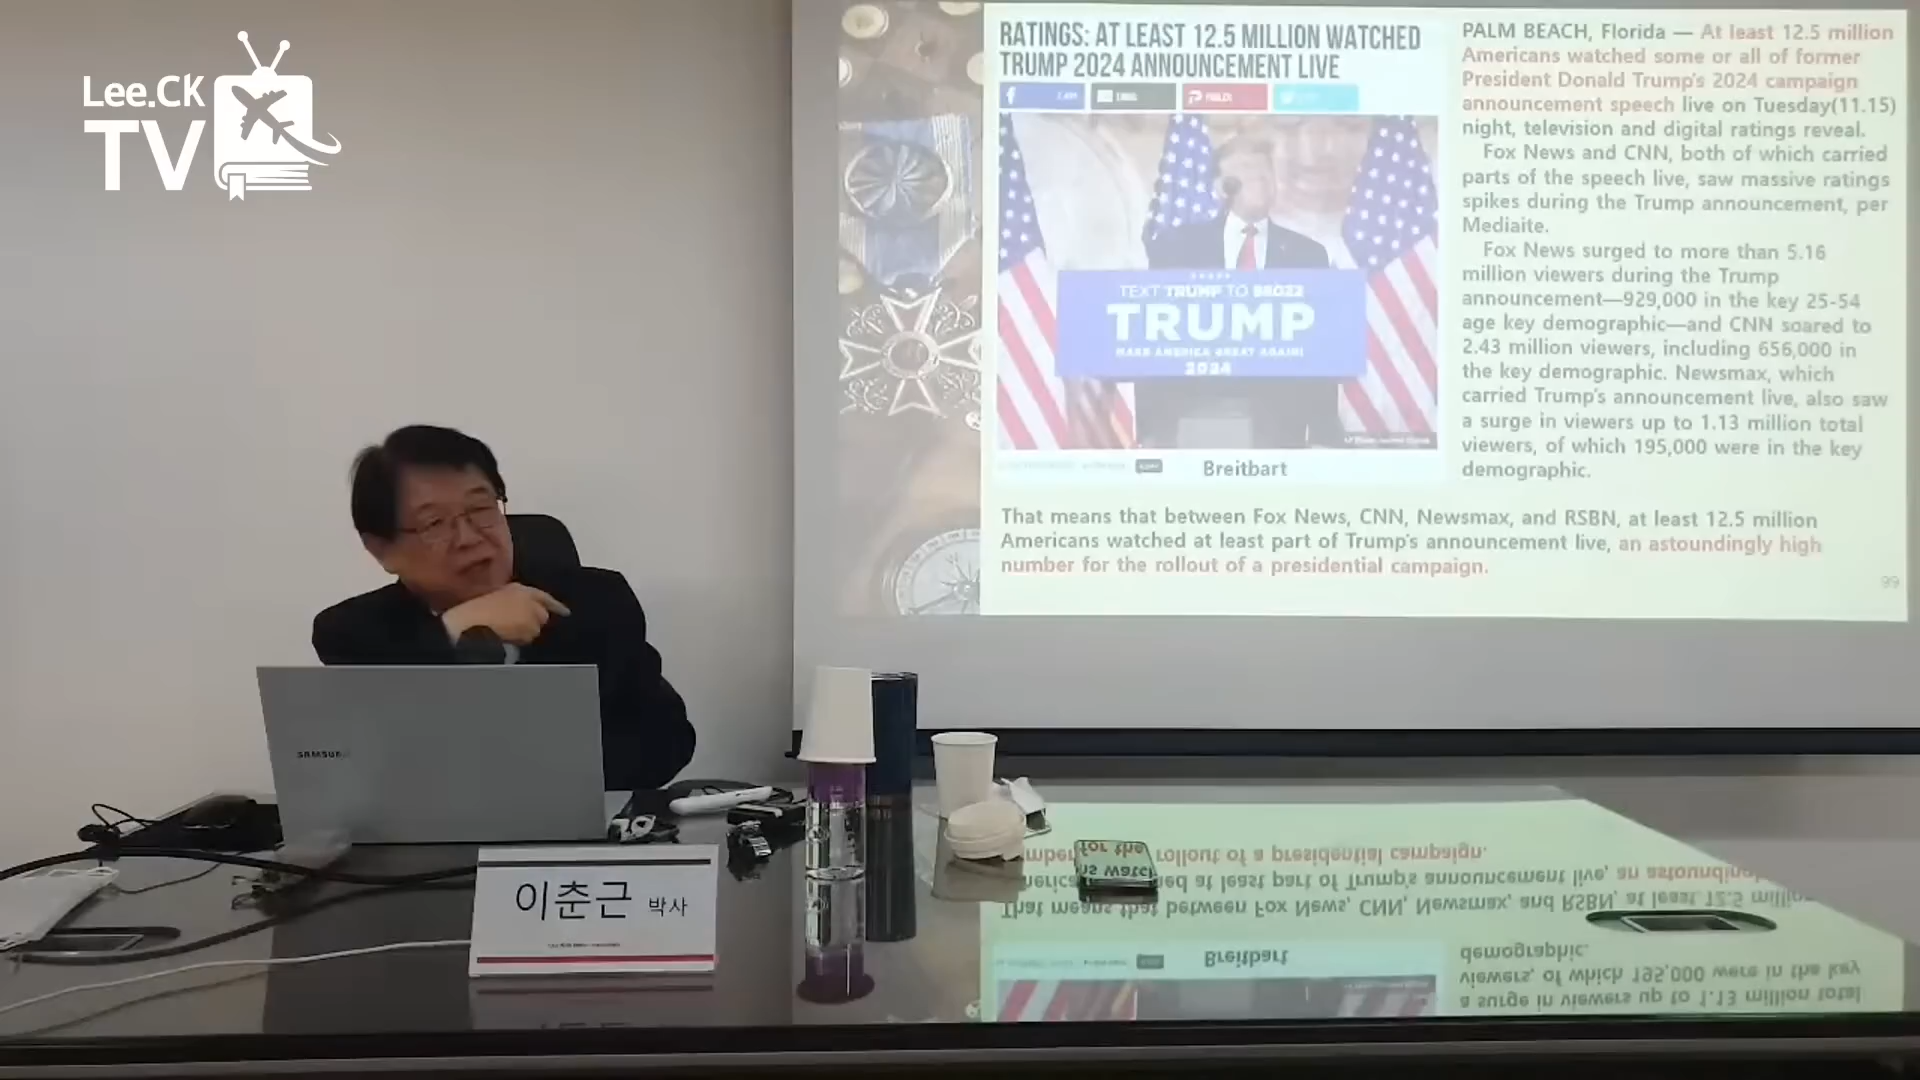 Lee.CK
TV
RATINGS: AT LEAST 12.5 MILLION WATCHED
TRUMP 2024 ANNOUNCEMENT LIVE
EMAIL
PARLER
TEXT TRUMP TO 88022
TRUMP
MAKE AMERICA GREAT AGAIN!
2024
Breitbart
PALM BEACH, Florida — At least 12.5 million
Americans watched some or all of former
President Donald Trump's 2024 campaign
announcement speech live on Tuesday(11.15)
night, television and digital ratings reveal.
Fox News and CNN, both of which carried
parts of the speech live, saw massive ratings
spikes during the Trump announcement, per
Mediaite.
Fox News surged to more than 5.16
million viewers during the Trump
announcement—929,000 in the key 25-54
age key demographic—and CNN soared to
2.43 million viewers, including 656,000 in
the key demographic. Newsmax, which
carried Trump's announcement live, also saw
a surge in viewers up to 1.13 million total
viewers, of which 195,000 were in the key
demographic.
That means that between Fox News, CNN, Newsmax, and RSBN, at least 12.5 million
Americans watched at least part of Trump's announcement live, an astoundingly high
number for the rollout of a presidential campaign.
99
SAMSUNG
이춘근 박사